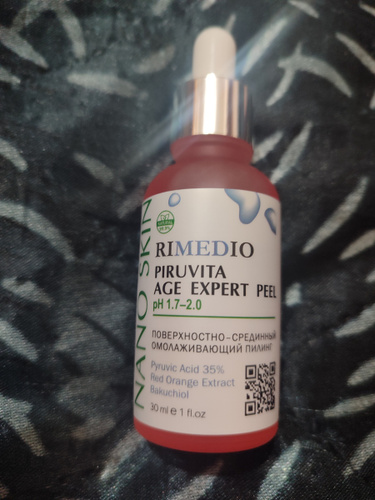 NANO SKIN
RIMEDIO
PIRUVITA
AGE EXPERT PEEL
pH 1.7–2.0
ПОВЕРХНОСТНО-СРЕДИННЫЙ
ОМОЛАЖИВАЮЩИЙ ПИЛИНГ
Pyruvic Acid 35%
Red Orange Extract
Bakuchiol
30 ml e 1 fl.oz